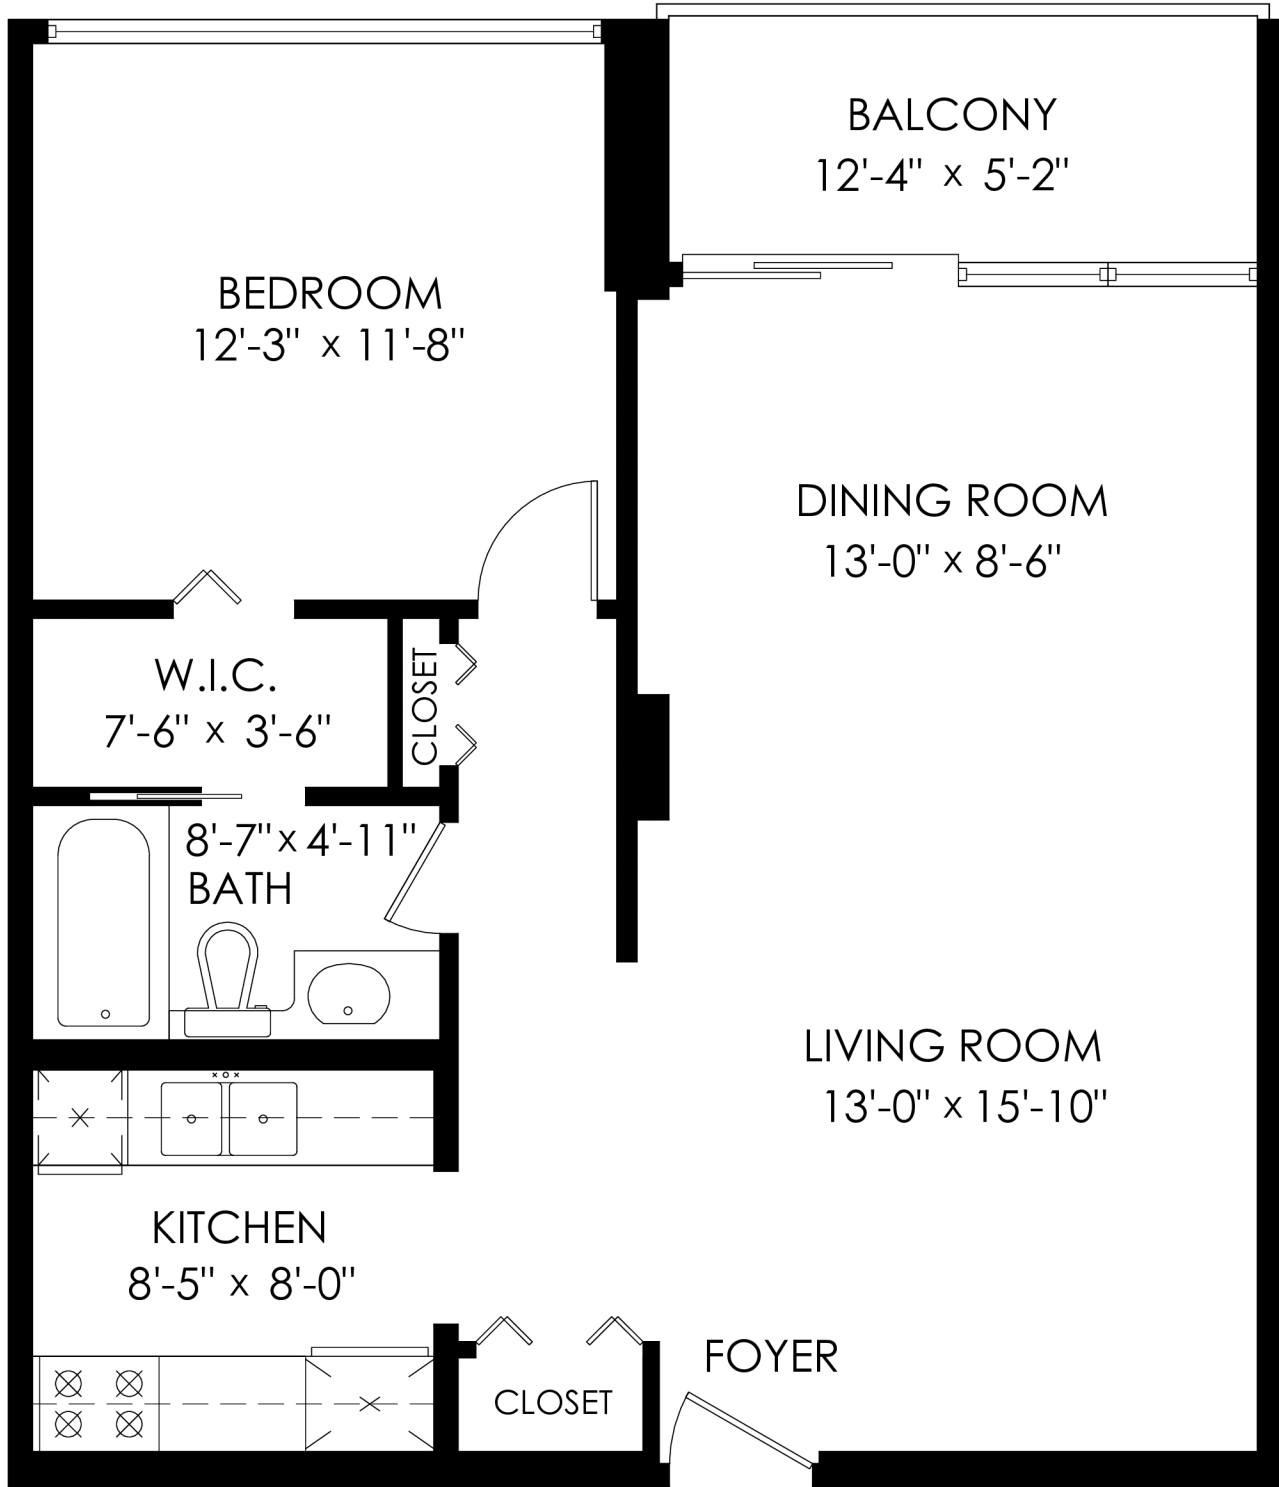 BALCONY
12'-4" x 5'-2"
BEDROOM
12'-3" x 11'-8"
DINING ROOM
13'-0" x 8'-6"
W.I.C.
7'-6" x 3'-6"
CLOSET
8'-7" x 4'-11"
BATH
LIVING ROOM
13'-0" x 15'-10"
KITCHEN
8'-5" x 8'-0"
FOYER
CLOSET